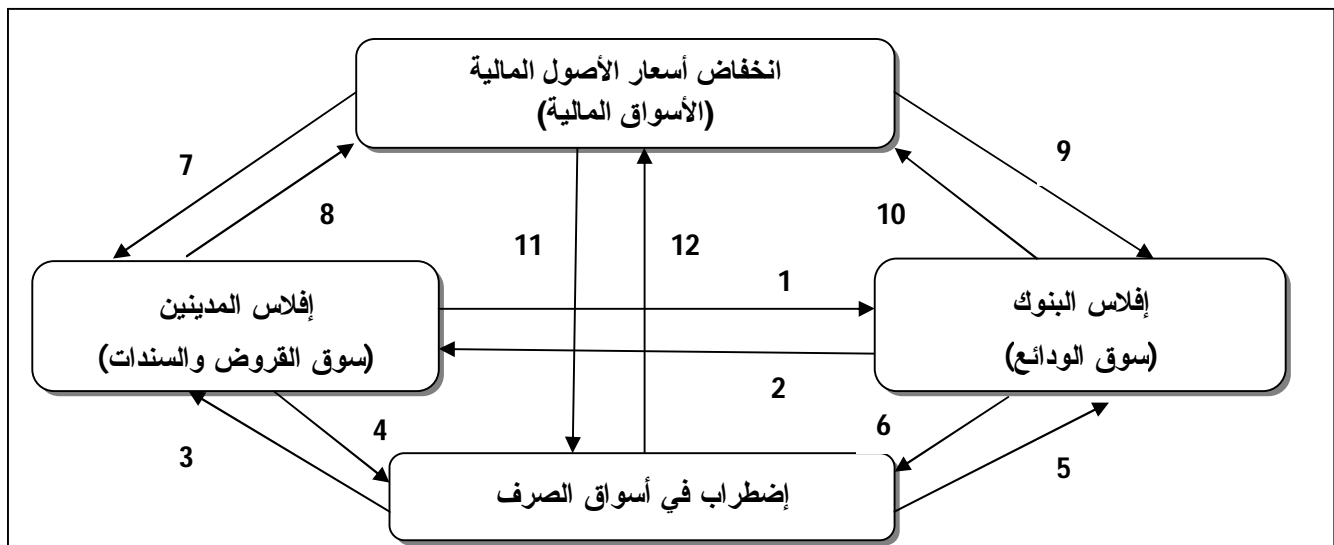 انخفاض أسعار الأصول المالية
(الأسواق المالية)
7
9
8
10
11
12
إفلاس المدينين
(سوق القروض والسندات)
1
إفلاس البنوك
(سوق الودائع)
2
3
4
6
5
إضطراب في أسواق الصرف